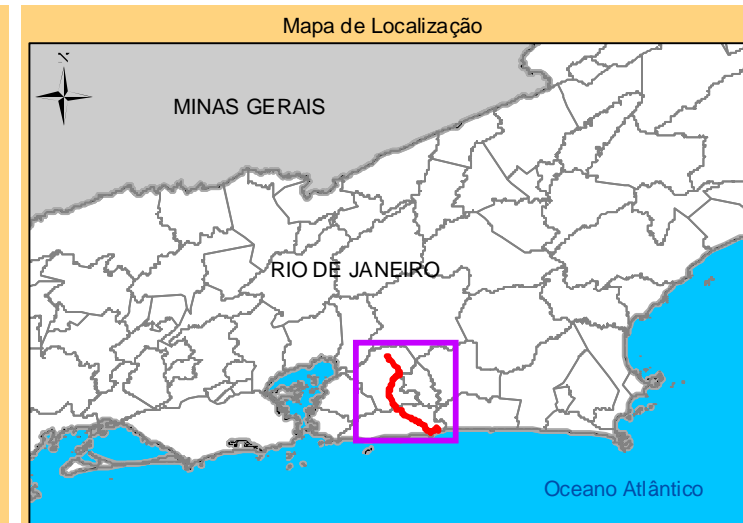 Mapa de Localização
N
MINAS GERAIS
RIO DE JANEIRO
Oceano Atlântico